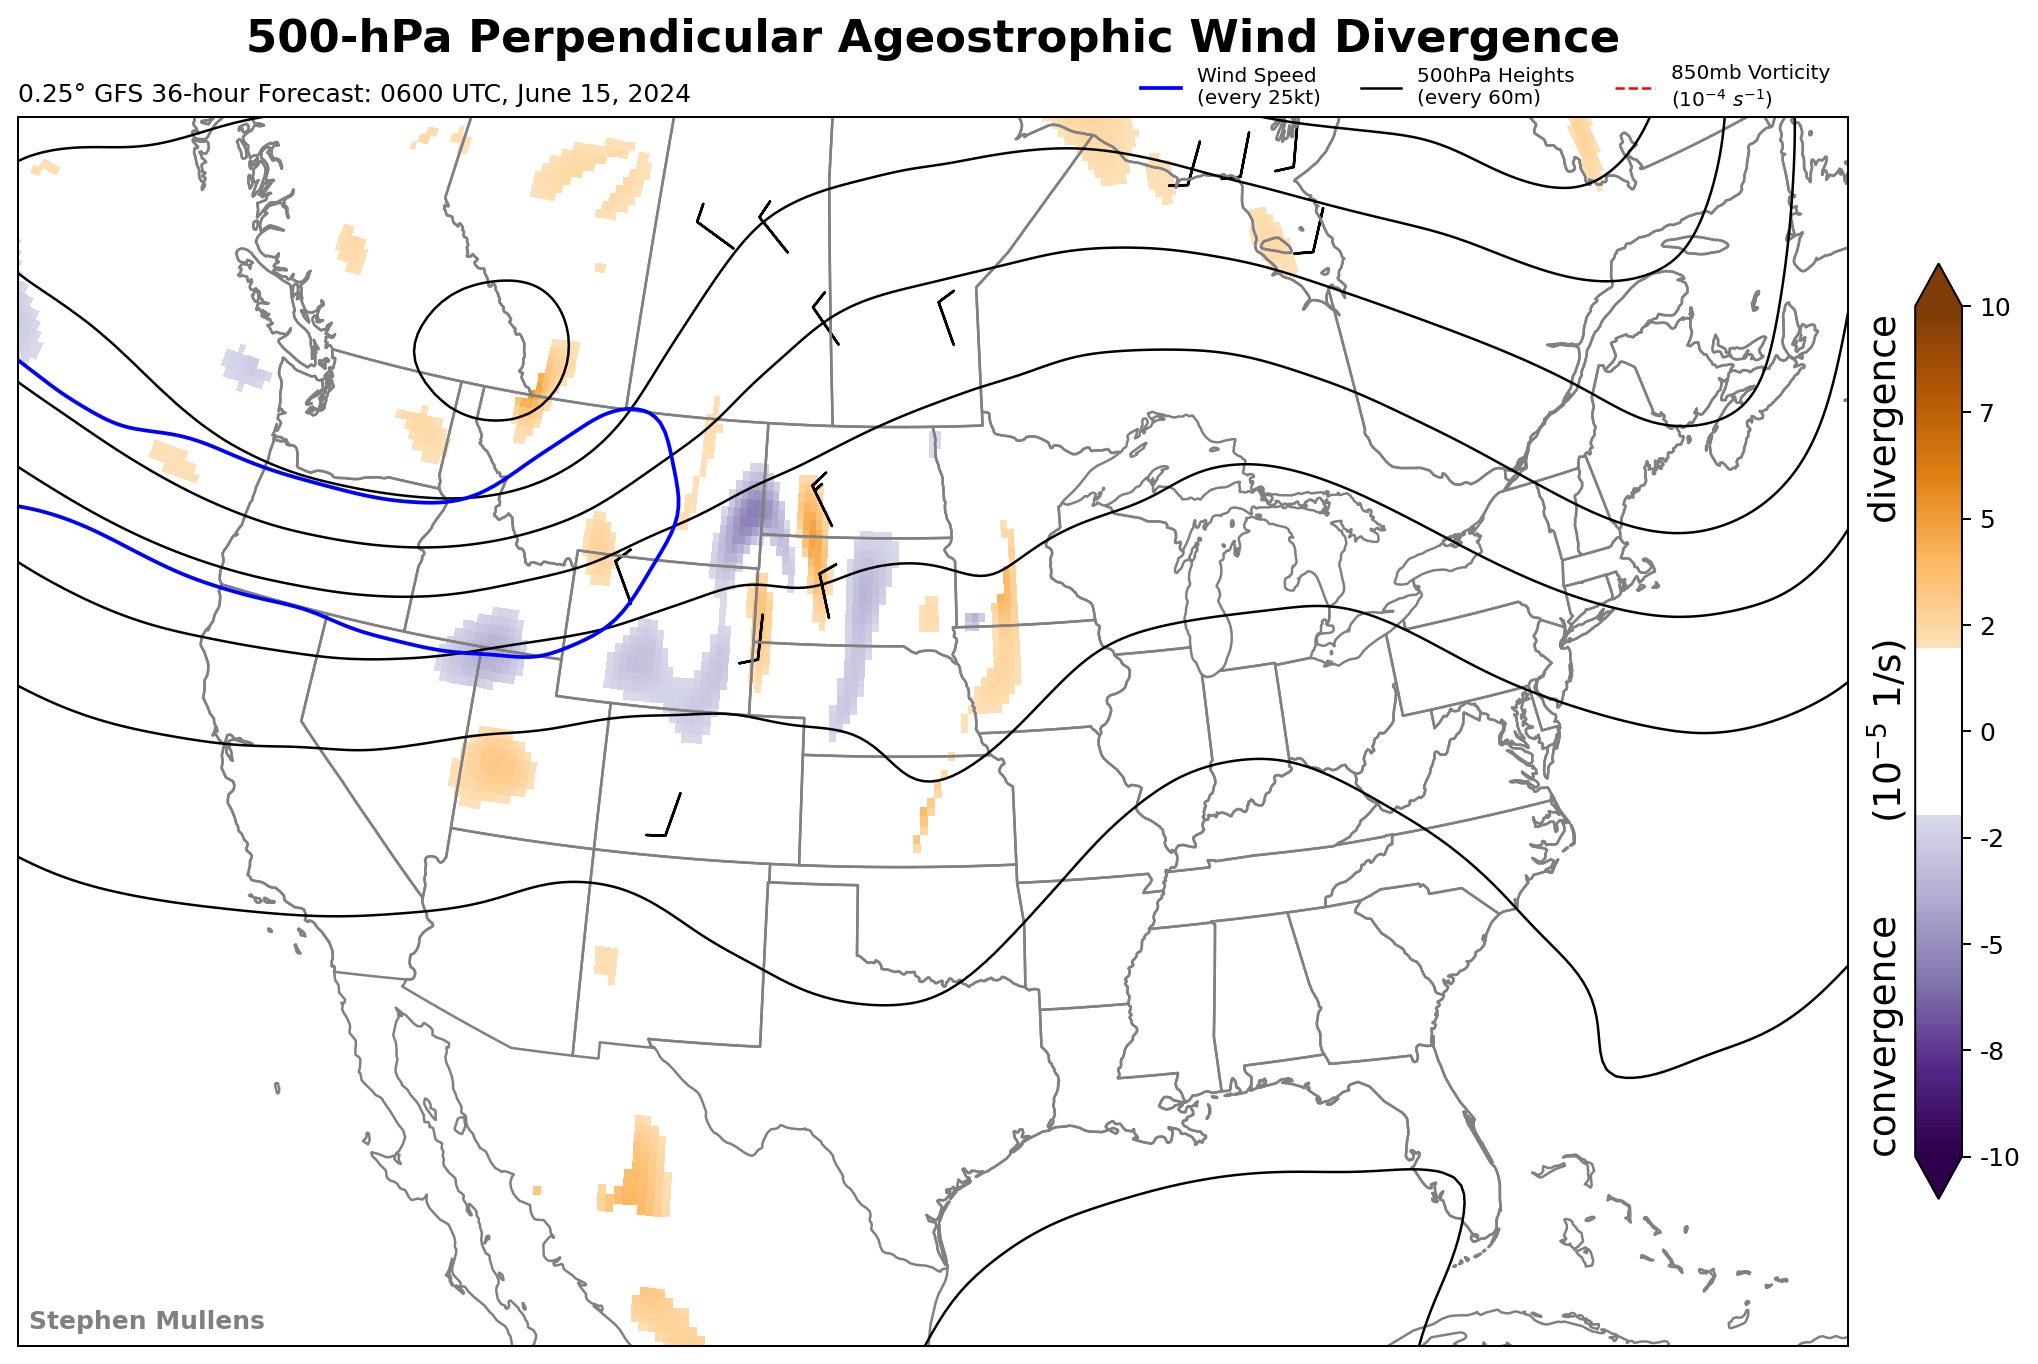 500-hPa Perpendicular Ageostrophic Wind Divergence
0.25° GFS 36-hour Forecast: 0600 UTC, June 15, 2024
Wind Speed
(every 25kt)
500hPa Heights
(every 60m)
850mb Vorticity
(10⁻⁴ s⁻¹)
10
7
5
2
0
-2
-5
-8
-10
convergence (10⁻⁵ 1/s) divergence
Stephen Mullens